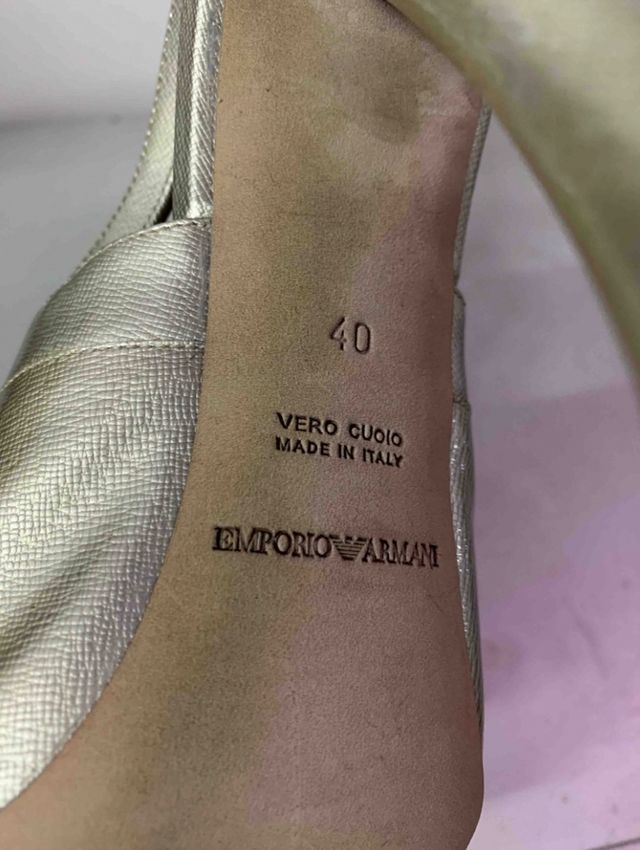 40
VERO CUOIO
MADE IN ITALY
EMPORIO ARMANI